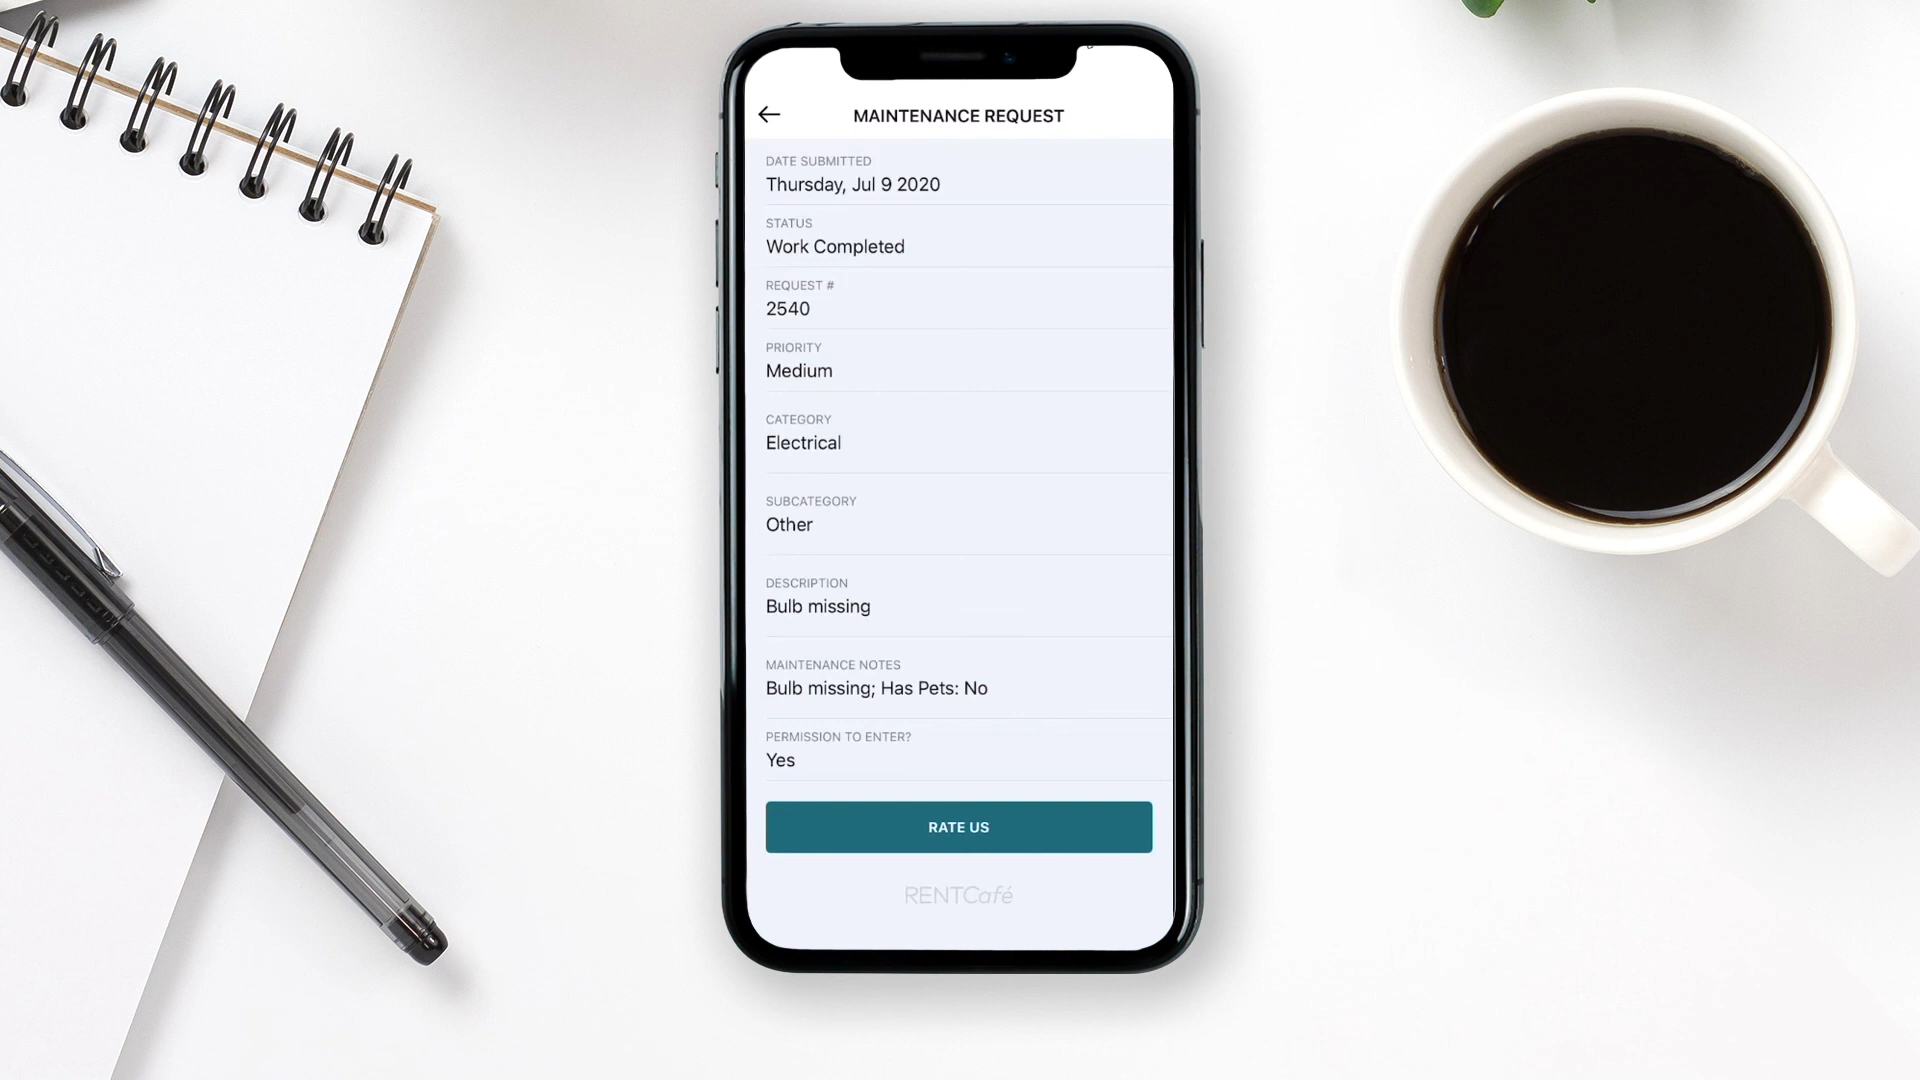 MAINTENANCE REQUEST
DATE SUBMITTED
Thursday, Jul 9 2020
STATUS
Work Completed
REQUEST #
2540
PRIORITY
Medium
CATEGORY
Electrical
SUBCATEGORY
Other
DESCRIPTION
Bulb missing
MAINTENANCE NOTES
Bulb missing; Has Pets: No
PERMISSION TO ENTER?
Yes
RATE US
RENTCafé